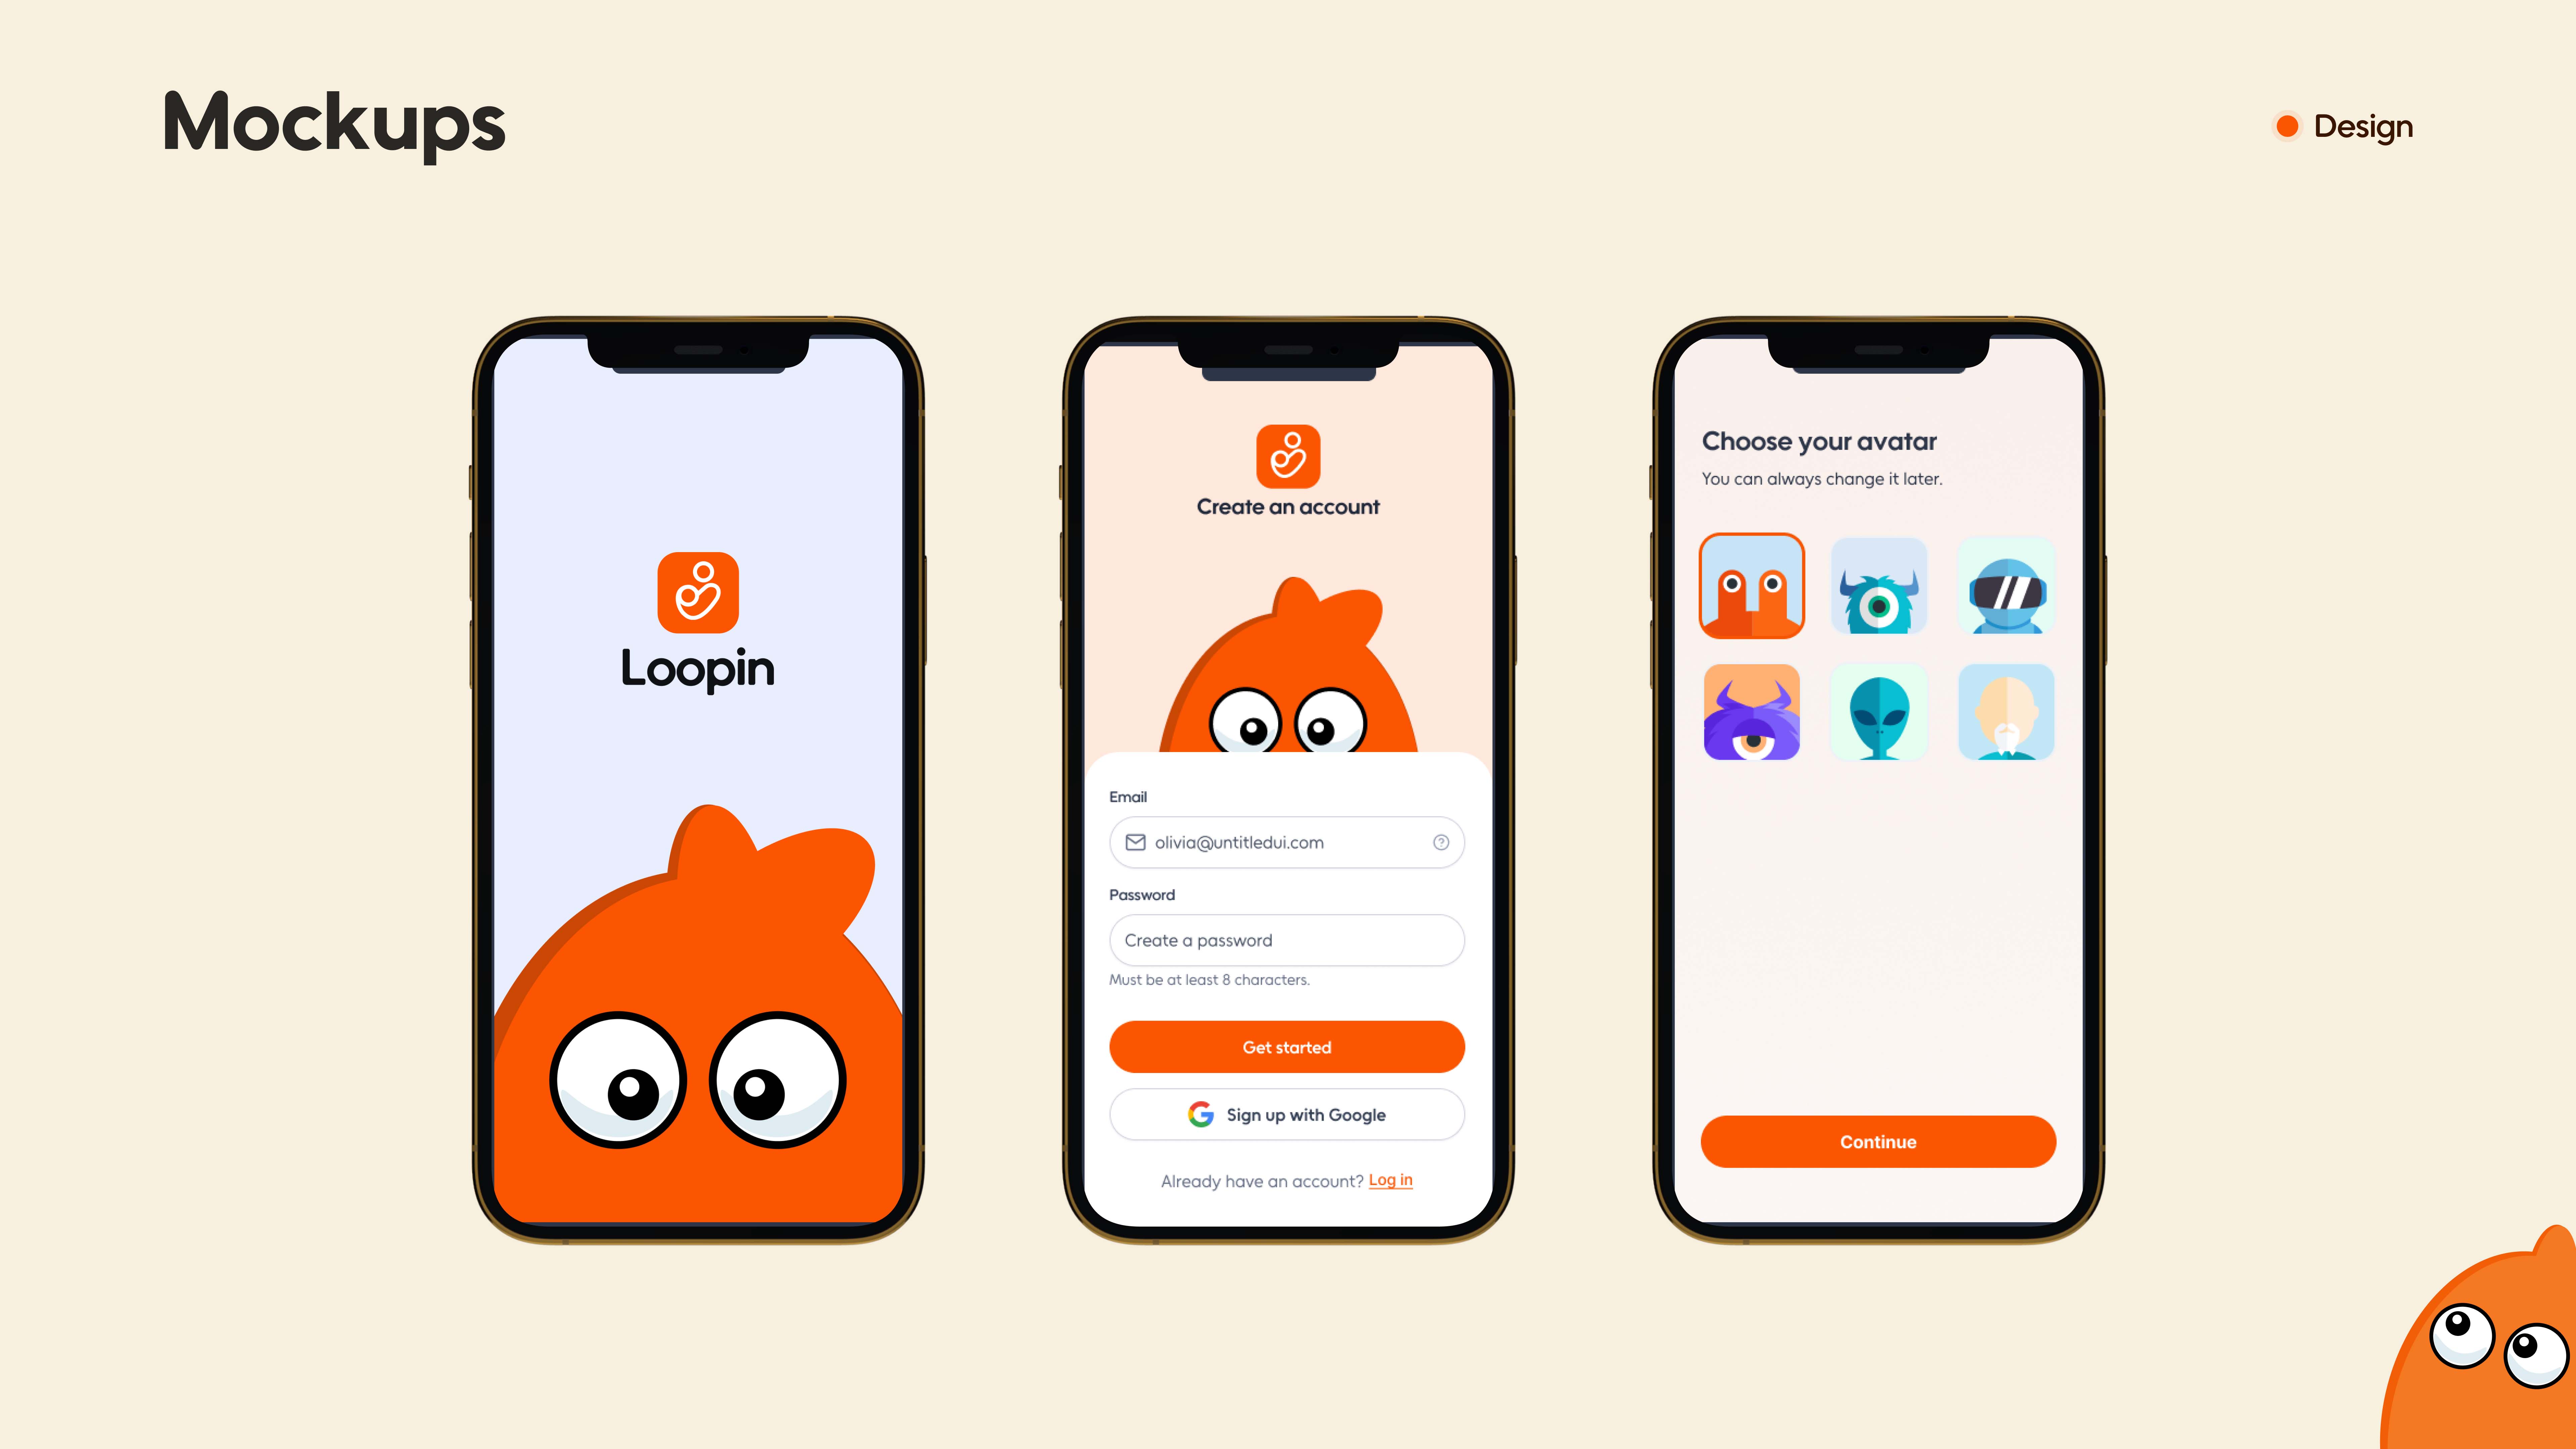 Mockups
Design
Loopin
Create an account
Email
olivia@untitledui.com
Password
Create a password
Must be at least 8 characters.
Get started
Sign up with Google
Already have an account? Log in
Choose your avatar
You can always change it later.
Continue